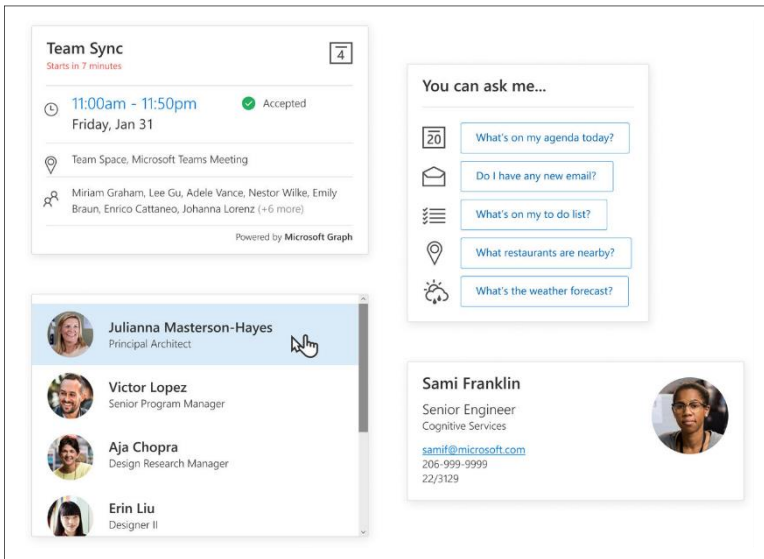 Team Sync
Starts in 7 minutes
4
11:00am - 11:50pm
Accepted
Friday, Jan 31
Team Space, Microsoft Teams Meeting
Miriam Graham, Lee Gu, Adele Vance, Nestor Wilke, Emily
Braun, Enrico Cattaneo, Johanna Lorenz (+6 more)
Powered by Microsoft Graph
You can ask me...
20
What's on my agenda today?
Do I have any new email?
What's on my to do list?
What restaurants are nearby?
What's the weather forecast?
Julianna Masterson-Hayes
Principal Architect
Victor Lopez
Senior Program Manager
Aja Chopra
Design Research Manager
Erin Liu
Designer II
Sami Franklin
Senior Engineer
Cognitive Services
samif@microsoft.com
206-999-9999
22/3129